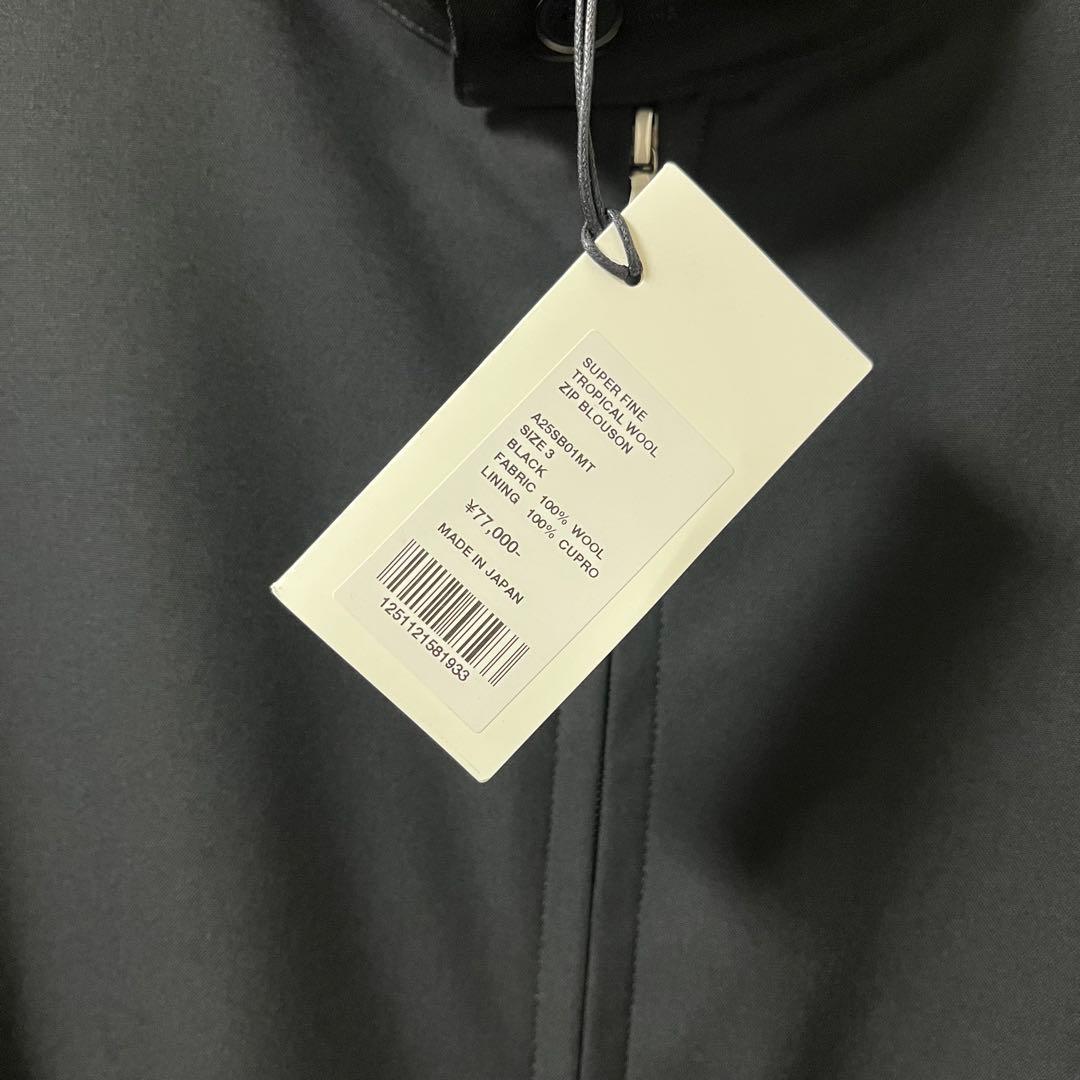 SUPER FINE
TROPICAL WOOL
ZIP BLOUSON
A25SB01MT
SIZE 3
BLACK
FABRIC 100% WOOL
LINING 100% CUPRO
¥77,000-
MADE IN JAPAN
1251121581933